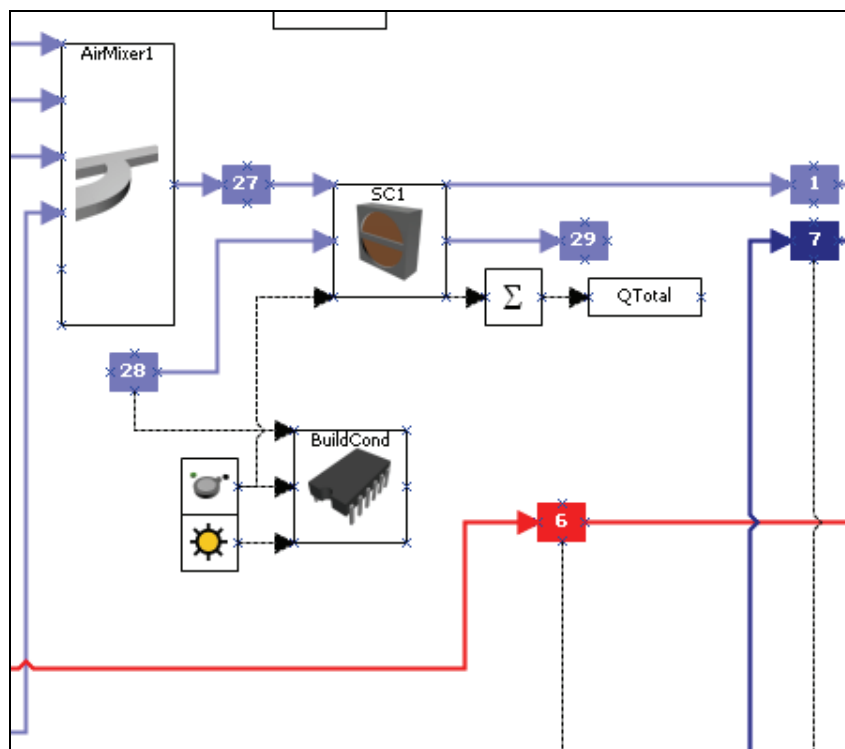 AirMixer1
27
SC1
1
29
7
Σ
QTotal
28
BuildCond
6